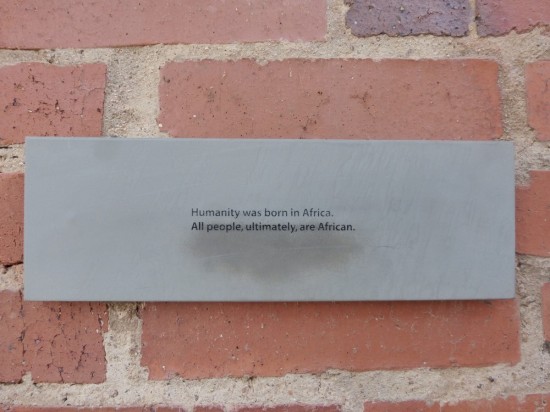 Humanity was born in Africa.
All people, ultimately, are African.